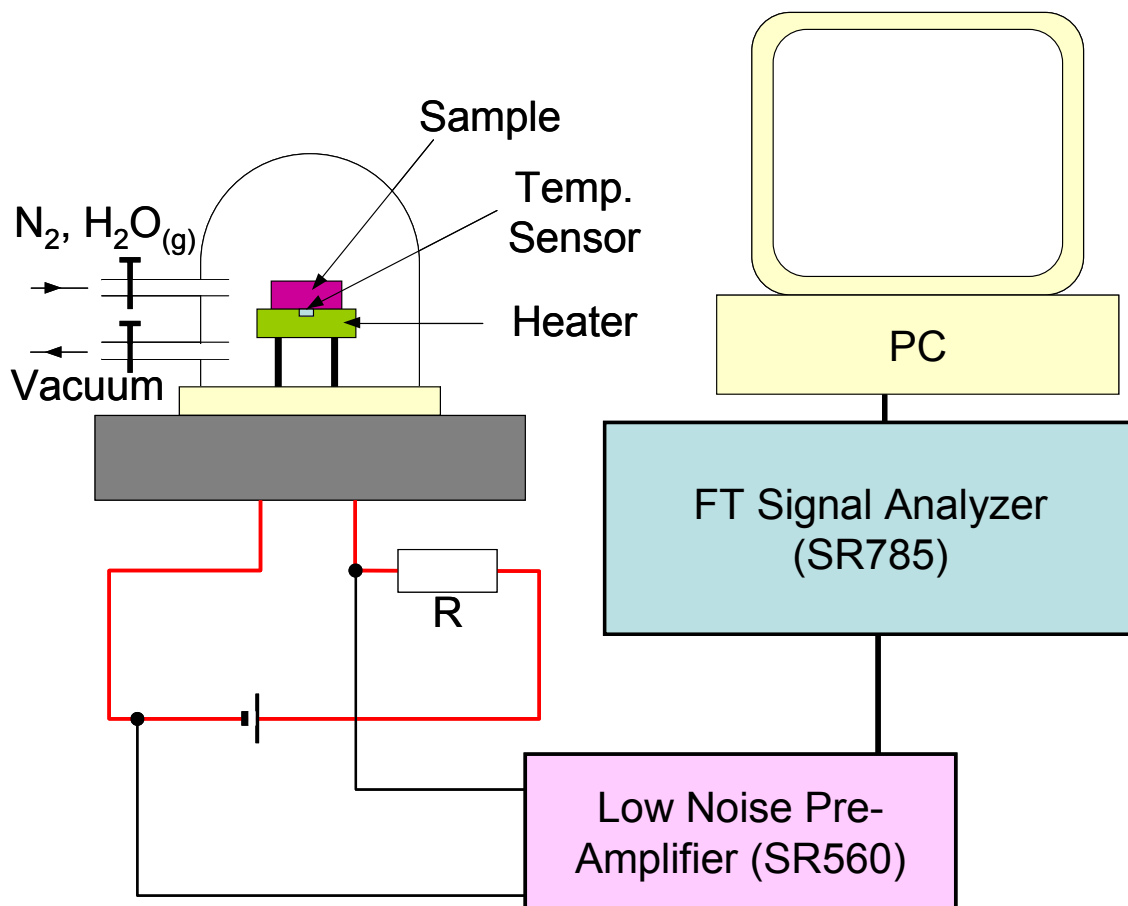 Sample
Temp.
Sensor
N₂, H₂O₍g₎
Heater
Vacuum
PC
FT Signal Analyzer
(SR785)
R
Low Noise Pre-
Amplifier (SR560)